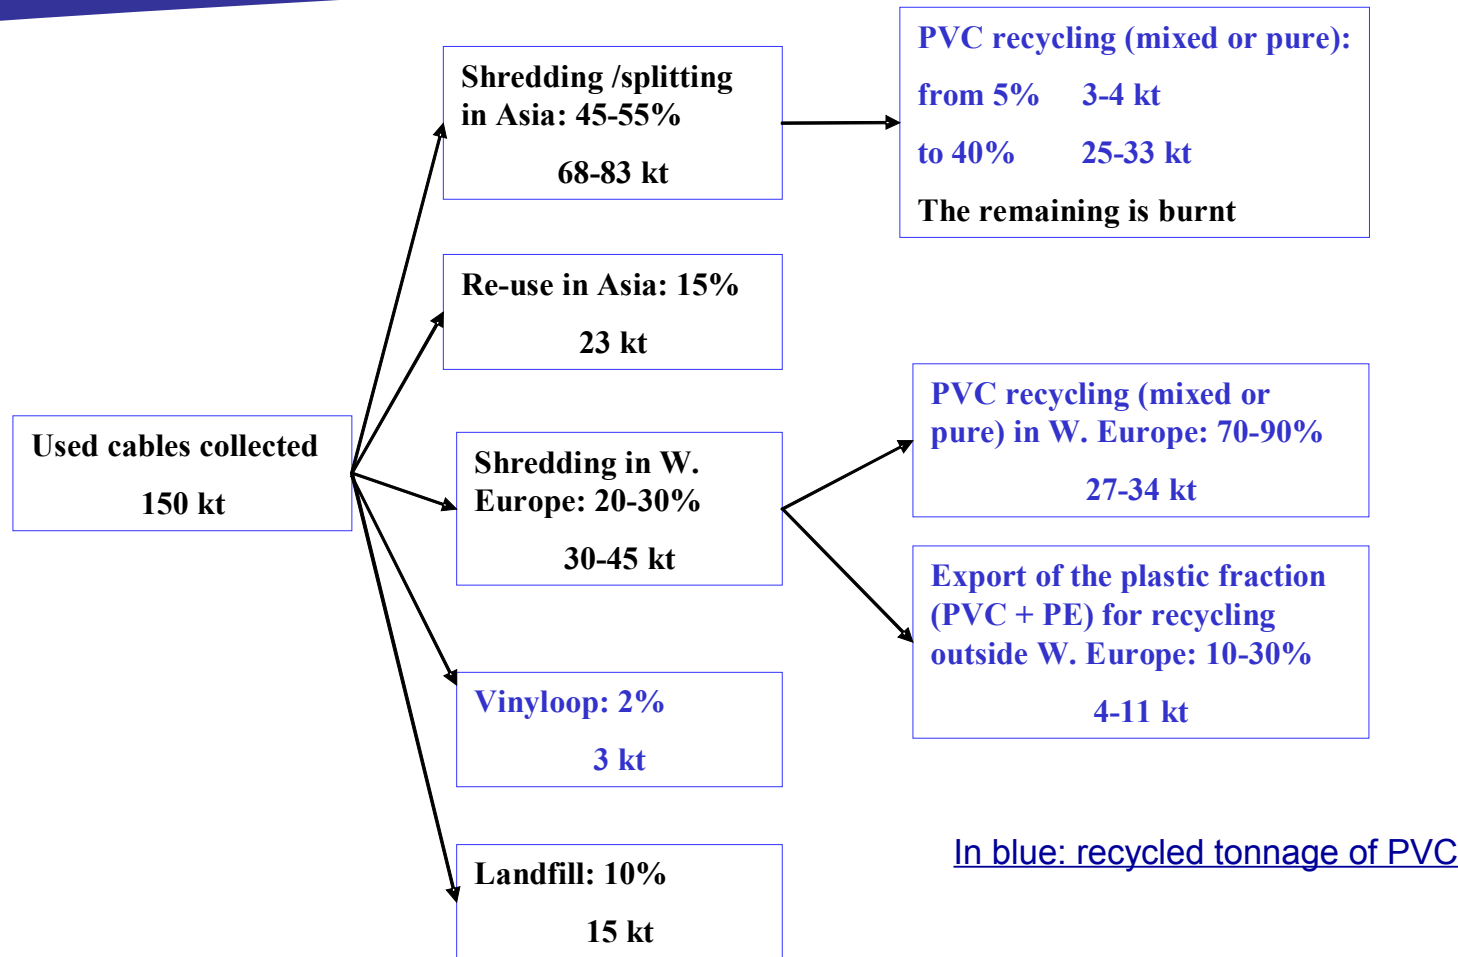 Used cables collected
150 kt
Shredding /splitting
in Asia: 45-55%
68-83 kt
PVC recycling (mixed or pure):
from 5% 3-4 kt
to 40% 25-33 kt
The remaining is burnt
Re-use in Asia: 15%
23 kt
Shredding in W.
Europe: 20-30%
30-45 kt
PVC recycling (mixed or
pure) in W. Europe: 70-90%
27-34 kt
Export of the plastic fraction
(PVC + PE) for recycling
outside W. Europe: 10-30%
4-11 kt
Vinyloop: 2%
3 kt
Landfill: 10%
15 kt
In blue: recycled tonnage of PVC